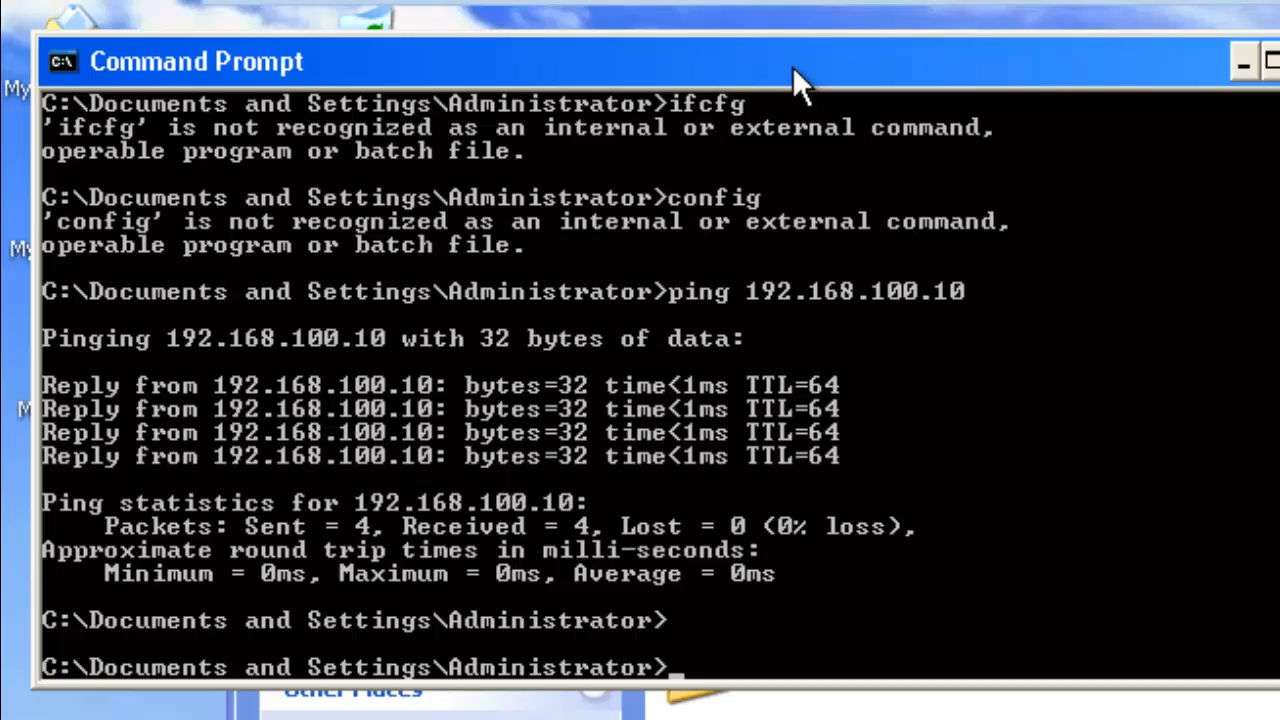 Command Prompt
C:\Documents and Settings\Administrator>ifcfg
'ifcfg' is not recognized as an internal or external command,
operable program or batch file.
C:\Documents and Settings\Administrator>config
'config' is not recognized as an internal or external command,
operable program or batch file.
C:\Documents and Settings\Administrator>ping 192.168.100.10
Pinging 192.168.100.10 with 32 bytes of data:
Reply from 192.168.100.10: bytes=32 time<1ms TTL=64
Reply from 192.168.100.10: bytes=32 time<1ms TTL=64
Reply from 192.168.100.10: bytes=32 time<1ms TTL=64
Reply from 192.168.100.10: bytes=32 time<1ms TTL=64
Ping statistics for 192.168.100.10:
Packets: Sent = 4, Received = 4, Lost = 0 (0% loss),
Approximate round trip times in milli-seconds:
Minimum = 0ms, Maximum = 0ms, Average = 0ms
C:\Documents and Settings\Administrator>
C:\Documents and Settings\Administrator>_
Other Places